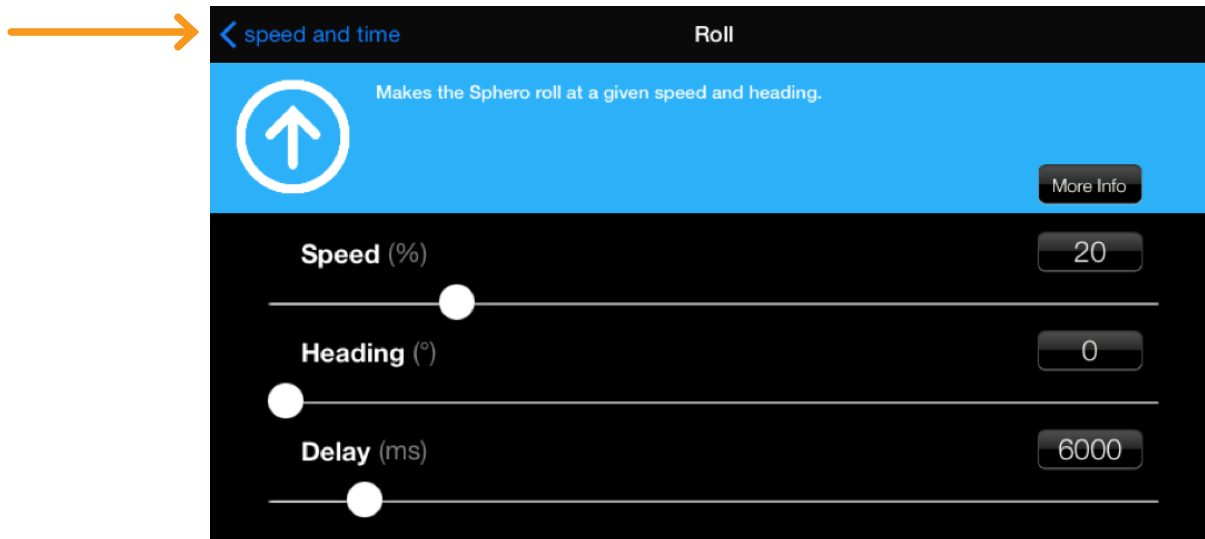 speed and time
Roll
Makes the Sphero roll at a given speed and heading.
More Info
Speed (%)
20
Heading (°)
0
Delay (ms)
6000